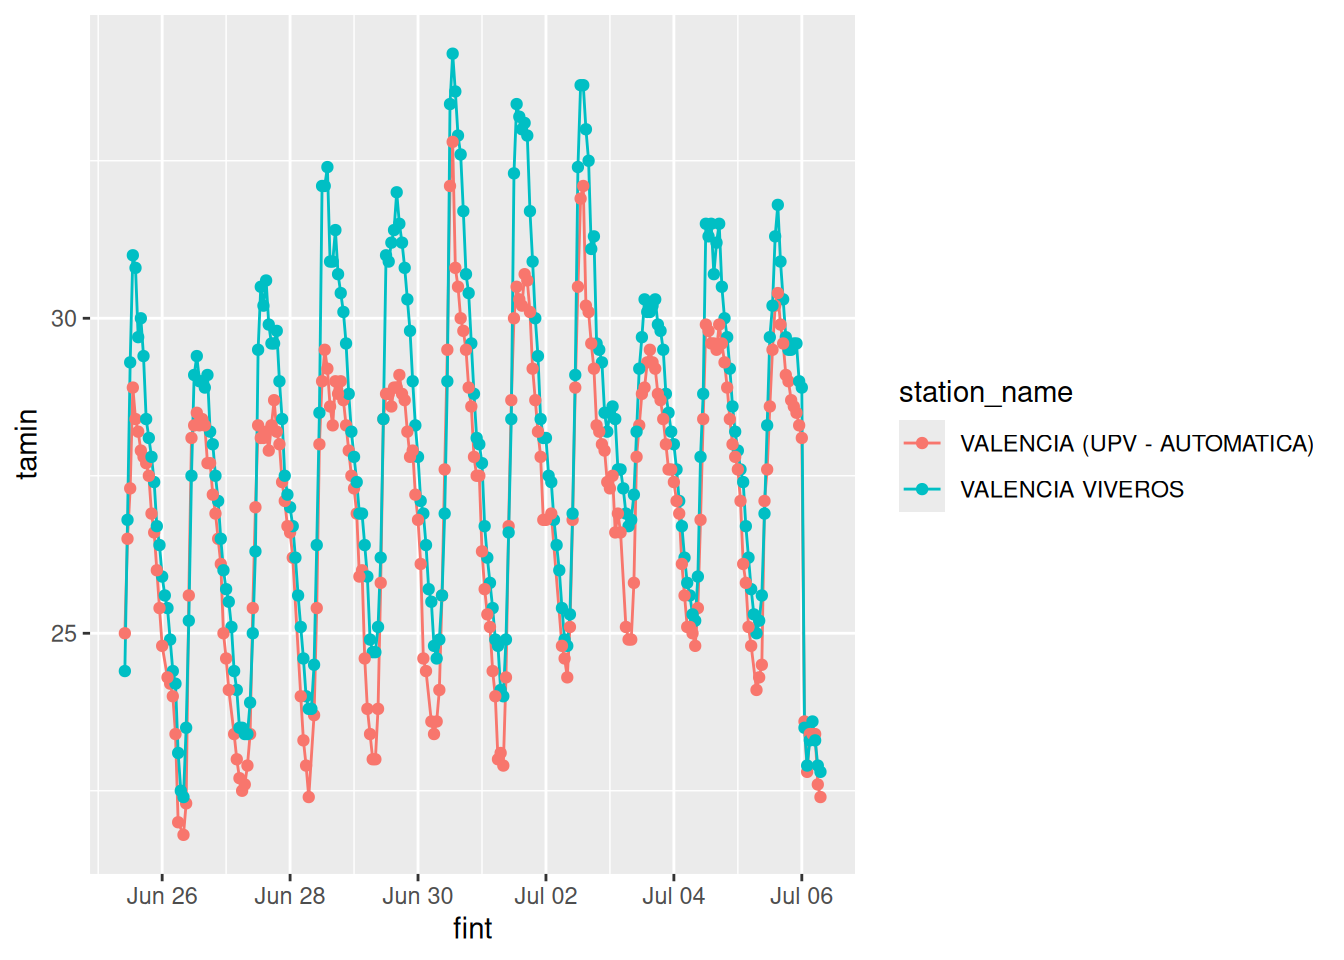 30
25
tamin
Jun 26
Jun 28
Jun 30
Jul 02
Jul 04
Jul 06
fint
station_name
VALENCIA (UPV - AUTOMATICA)
VALENCIA VIVEROS